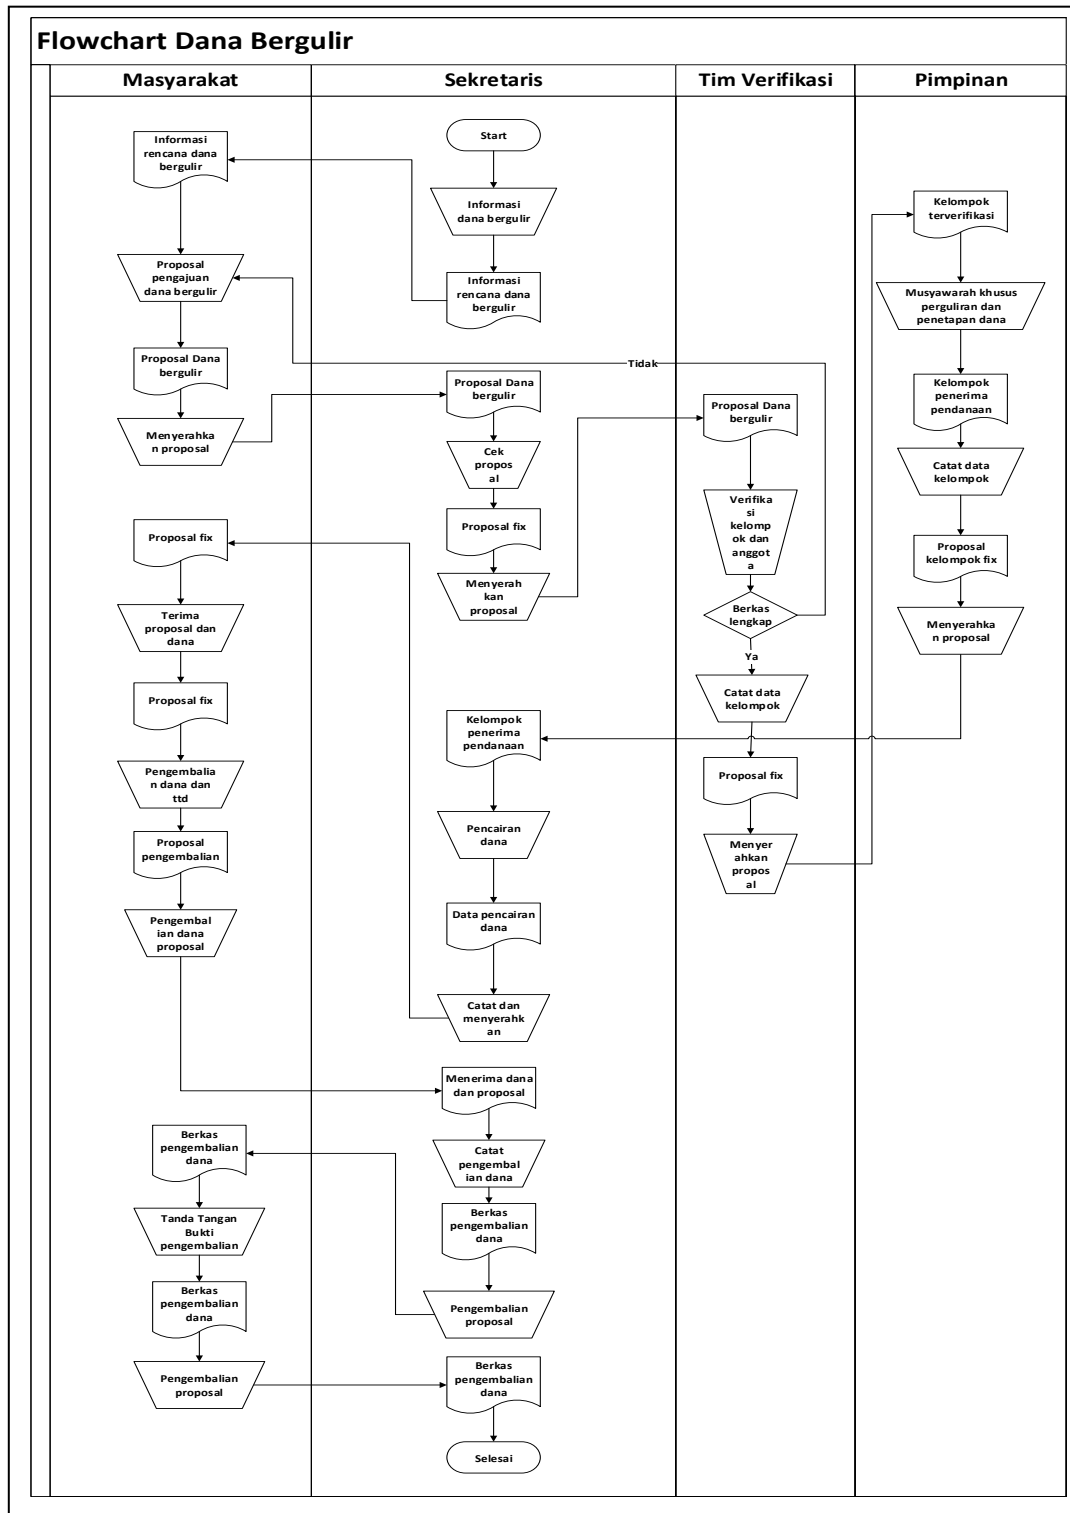 Flowchart Dana Bergulir
Masyarakat
Sekretaris
Tim Verifikasi
Pimpinan
Informasi
rencana dana
bergulir
Proposal
pengajuan
dana bergulir
Proposal Dana
bergulir
Menyerahka
n proposal
Proposal fix
Terima
proposal dan
dana
Proposal fix
Pengembalia
n dana dan
ttd
Proposal
pengembalian
Pengembal
ian dana
proposal
Berkas
pengembalian
dana
Tanda Tangan
Bukti
pengembalian
Berkas
pengembalian
dana
Pengembalian
proposal
Start
Informasi
dana bergulir
Informasi
rencana dana
bergulir
Proposal Dana
bergulir
Cek
propos
al
Proposal fix
Menyerah
kan
proposal
Kelompok
penerima
pendanaan
Pencairan
dana
Data pencairan
dana
Catat dan
menyerahk
an
Menerima dana
dan proposal
Catat
pengembal
ian dana
Berkas
pengembalian
dana
Pengembalian
proposal
Berkas
pengembalian
dana
Selesai
Tidak
Proposal Dana
bergulir
Verifika
si
kelomp
ok dan
anggot
a
Berkas
lengkap
Ya
Catat data
kelompok
Proposal fix
Menyer
ahkan
propos
al
Kelompok
terverifikasi
Musyawarah khusus
perguliran dan
penetapan dana
Kelompok
penerima
pendanaan
Catat data
kelompok
Proposal
kelompok fix
Menyerahka
n proposal